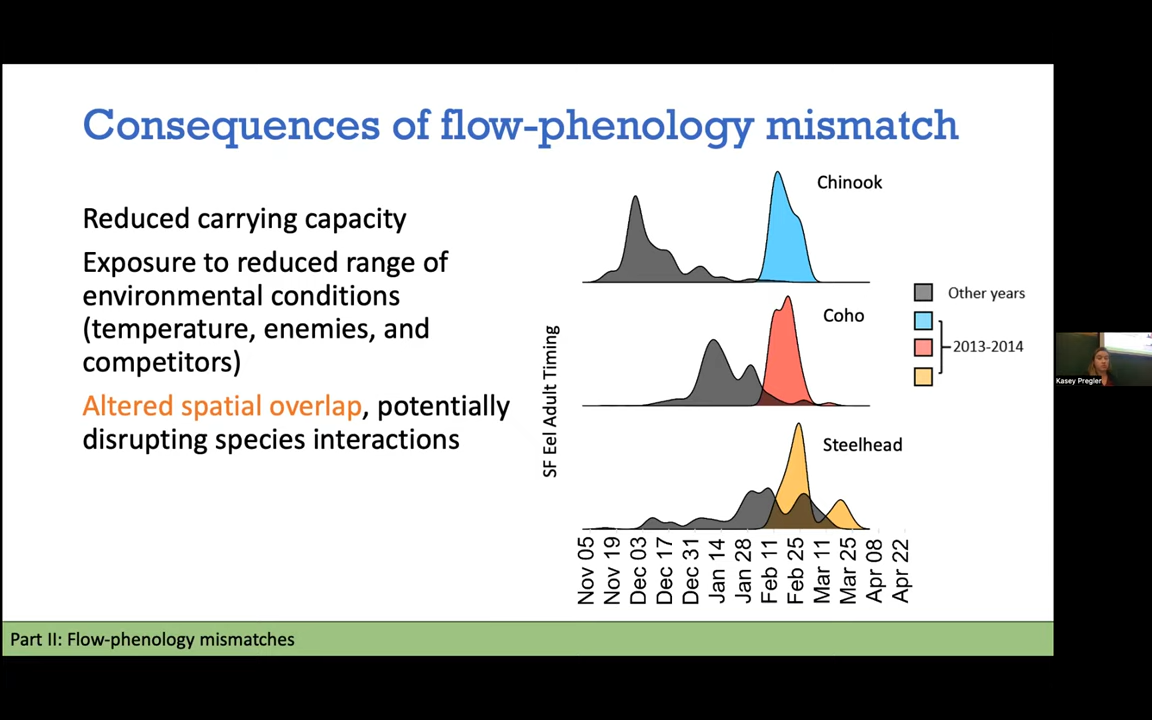 Consequences of flow-phenology mismatch
Reduced carrying capacity
Exposure to reduced range of
environmental conditions
(temperature, enemies, and
competitors)
Altered spatial overlap, potentially
disrupting species interactions
SF Eel Adult Timing
Chinook
Coho
Steelhead
Other years
2013-2014
Nov 05
Nov 19
Dec 03
Dec 17
Dec 31
Jan 14
Jan 28
Feb 11
Feb 25
Mar 11
Mar 25
Apr 08
Apr 22
Part II: Flow-phenology mismatches
Kasey Pregler